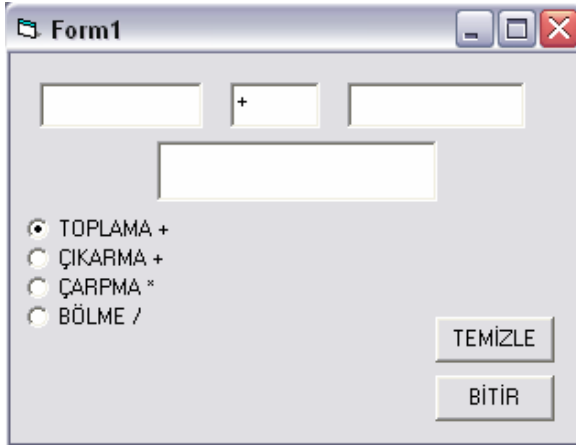 Form1
+
TOPLAMA +
ÇIKARMA +
ÇARPMA *
BÖLME /
TEMİZLE
BİTİR